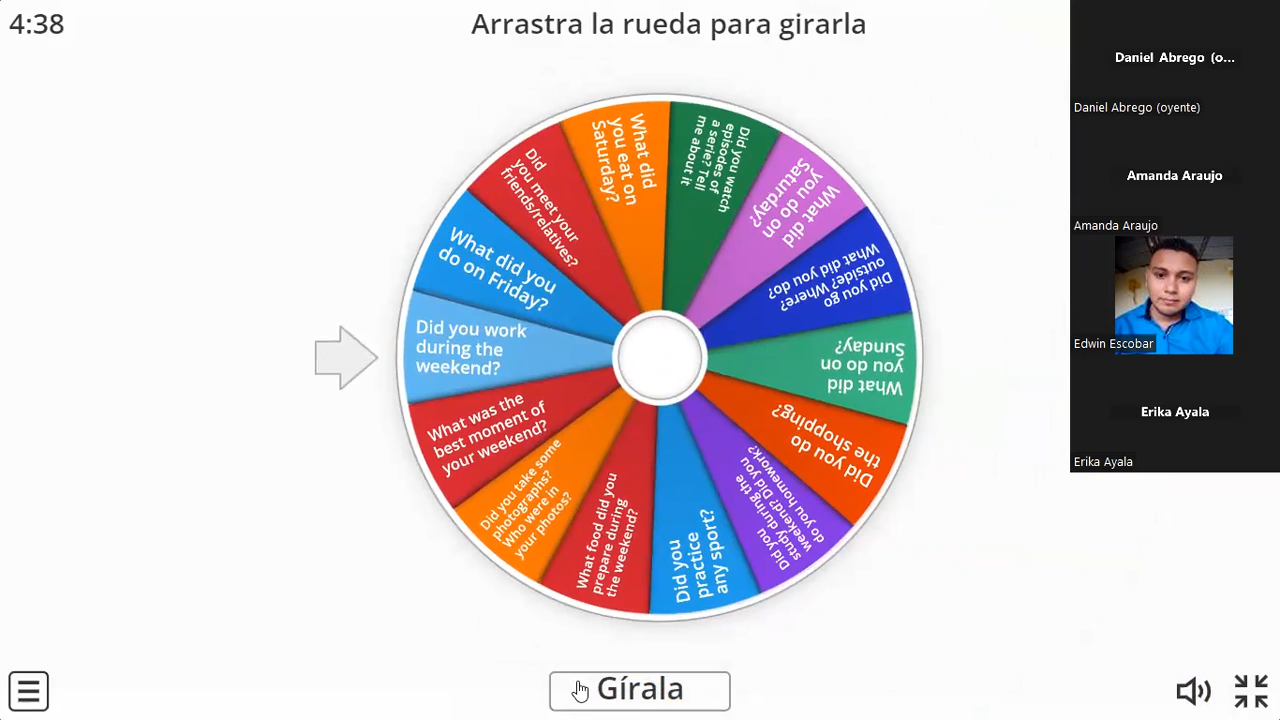 4:38
Arrastra la rueda para girarla
Did you work
during the
weekend?
What did you
do on Friday?
Did
you meet your
friends/relatives?
What did
you eat on
Saturday?
Did you watch
episodes of
a serie? Tell
me about it
What did
you do on
Saturday?
Did you go
outside? Where?
What did you do?
What did
you do on
Sunday?
Did you do
the shopping?
Did you
study during the
weekend? Did you
do you homework?
Did you
practice
any sport?
What food did you
prepare during
the weekend?
Did you take some
photographs?
Who were in
your photos?
What was the
best moment of
your weekend?
Gírala
Daniel Abrego (o...
Daniel Abrego (oyente)
Amanda Araujo
Amanda Araujo
Edwin Escobar
Erika Ayala
Erika Ayala